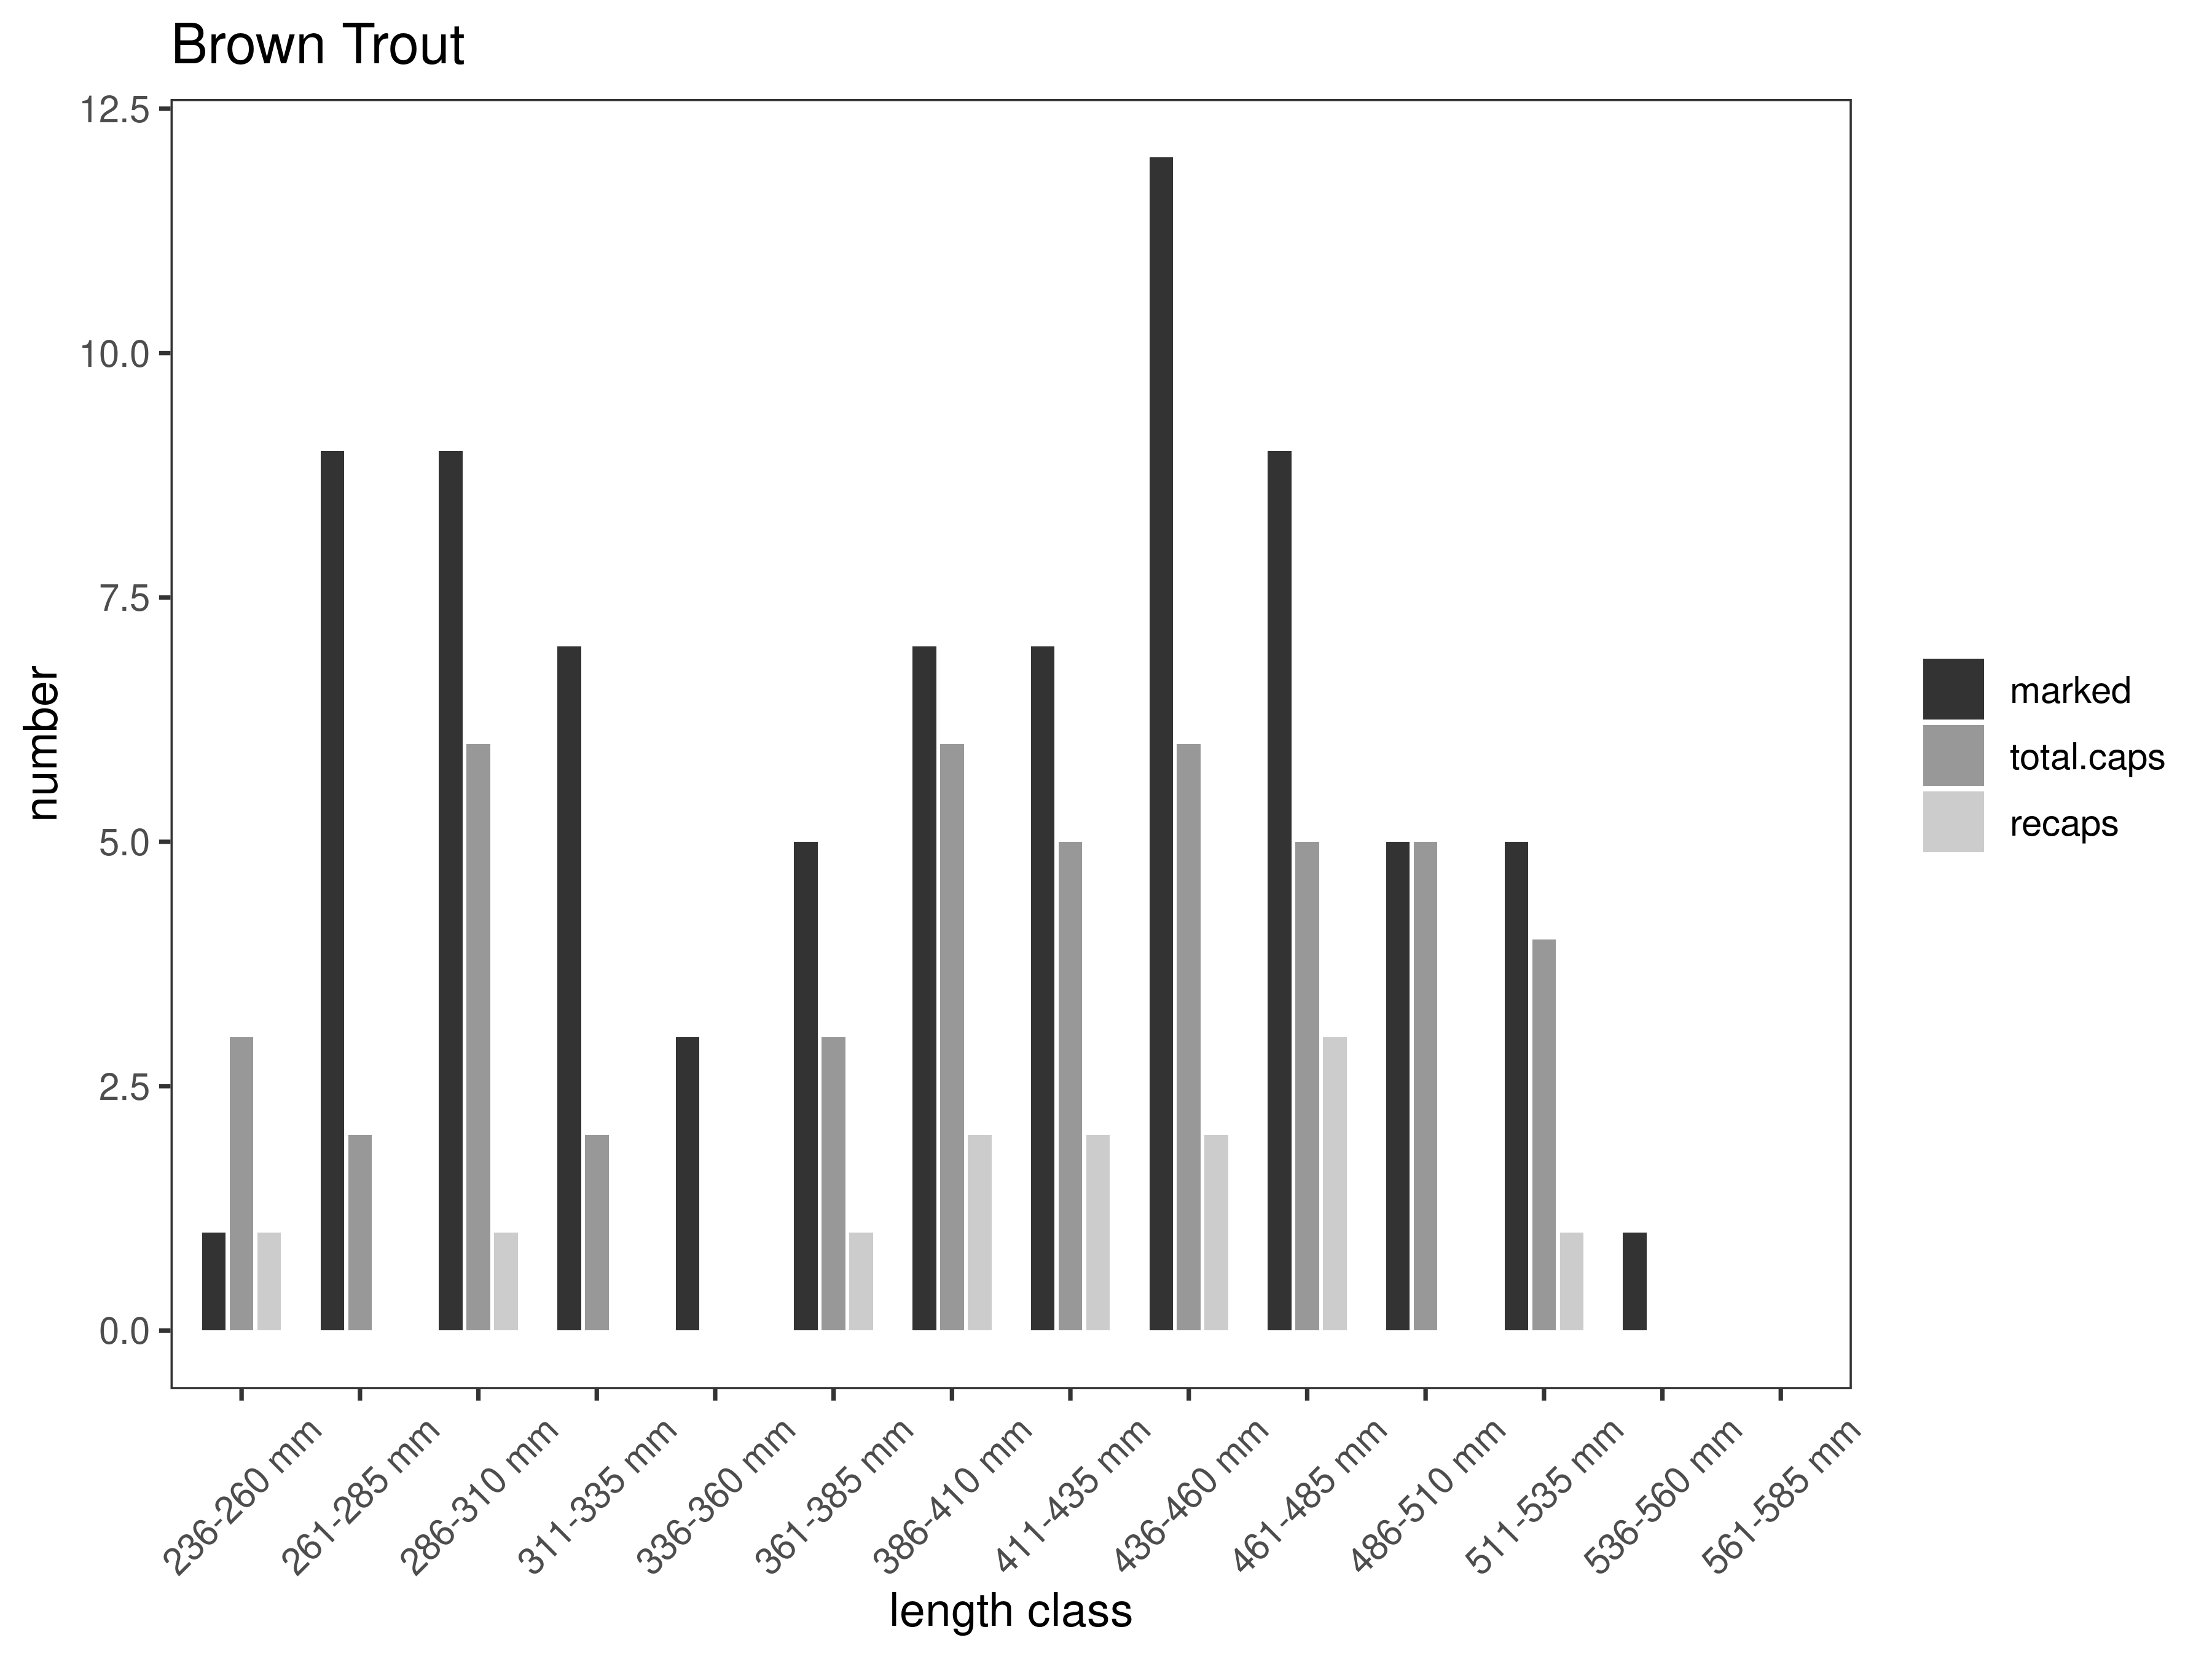 Brown Trout
12.5
10.0
7.5
5.0
2.5
0.0
number
marked
total.caps
recaps
236-260 mm
261-285 mm
286-310 mm
311-335 mm
336-360 mm
361-385 mm
386-410 mm
411-435 mm
436-460 mm
461-485 mm
486-510 mm
511-535 mm
536-560 mm
561-585 mm
length class